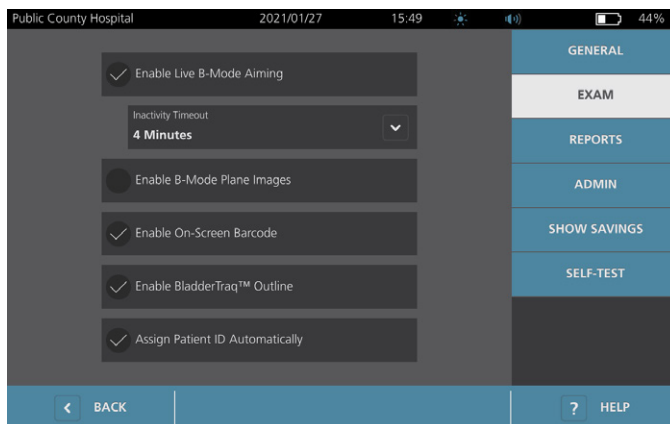 Public County Hospital 2021/01/27 15:49 44%
GENERAL
Enable Live B-Mode Aiming
EXAM
Inactivity Timeout
4 Minutes
REPORTS
Enable B-Mode Plane Images
ADMIN
Enable On-Screen Barcode
SHOW SAVINGS
Enable BladderTraq™ Outline
SELF-TEST
Assign Patient ID Automatically
< BACK
? HELP